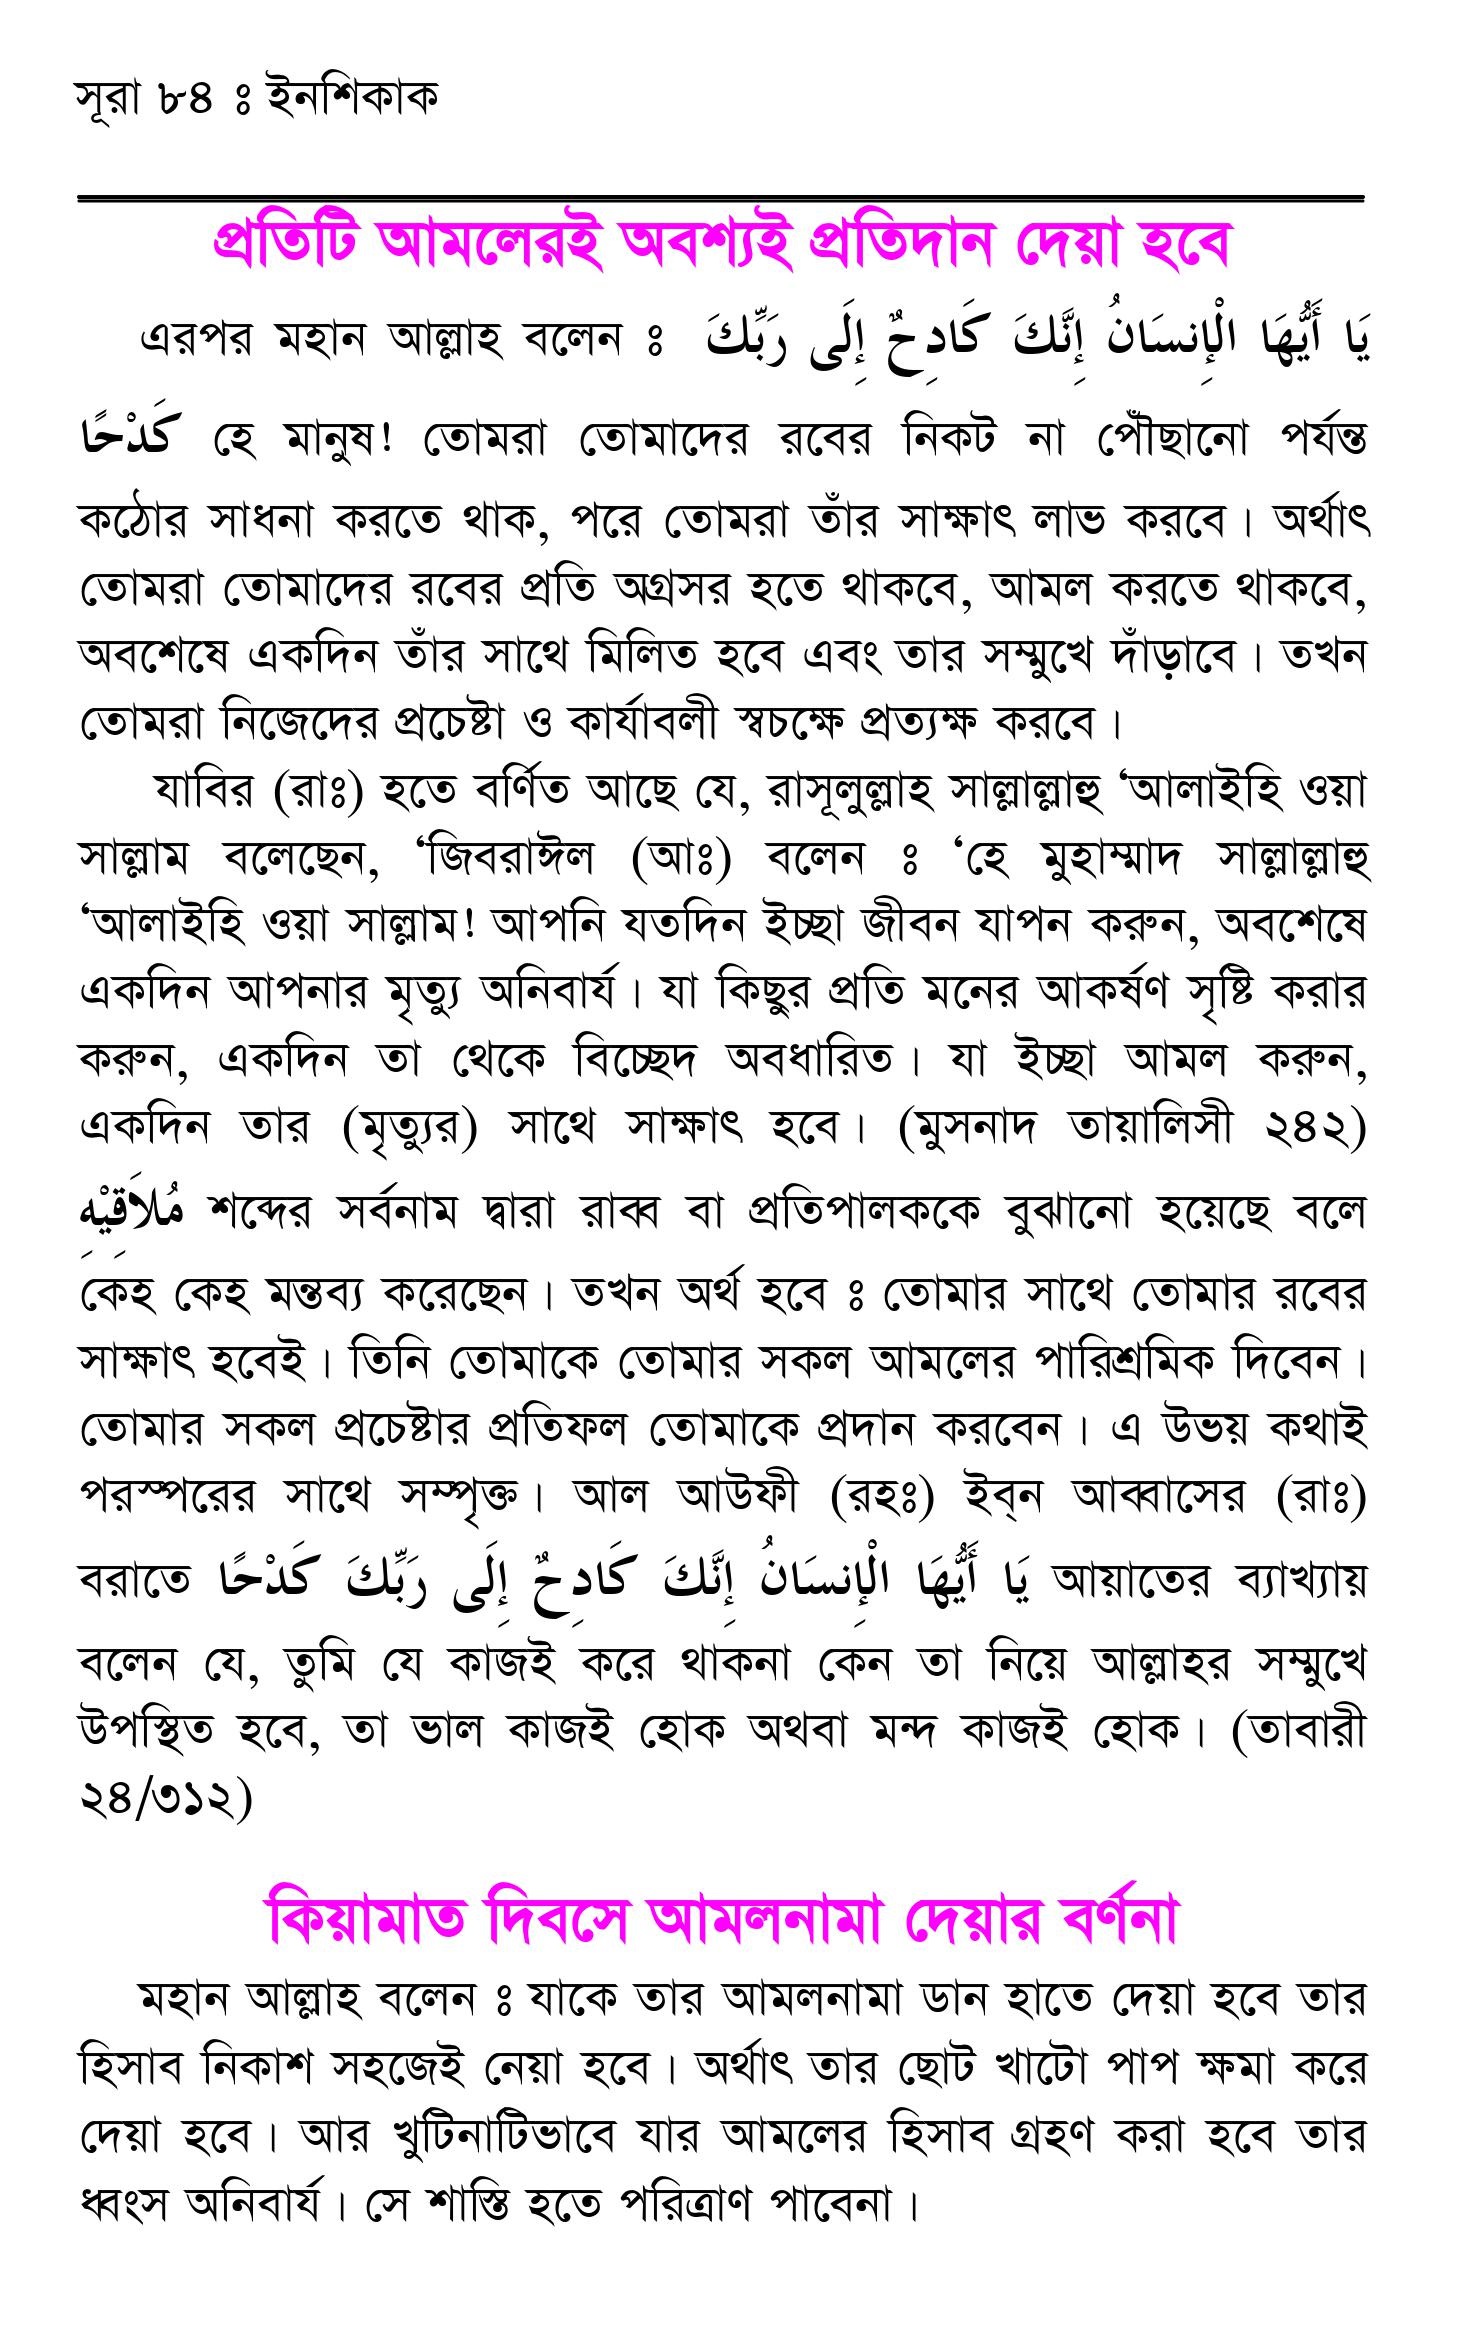 সূরা ৮৪ ঃ ইনশিকাক
প্রতিটি আমলেরই অবশ্যই প্রতিদান দেয়া হবে
এরপর মহান আল্লাহ বলেন ঃ يَا أَيُّهَا الْإِنسَانُ إِنَّكَ كَادِحٌ إِلَى رَبِّكَ
كَدْحًا হে মানুষ! তোমরা তোমাদের রবের নিকট না পৌঁছানো পর্যন্ত
কঠোর সাধনা করতে থাক, পরে তোমরা তাঁর সাক্ষাৎ লাভ করবে। অর্থাৎ
তোমরা তোমাদের রবের প্রতি অগ্রসর হতে থাকবে, আমল করতে থাকবে,
অবশেষে একদিন তাঁর সাথে মিলিত হবে এবং তার সম্মুখে দাঁড়াবে। তখন
তোমরা নিজেদের প্রচেষ্টা ও কার্যাবলী স্বচক্ষে প্রত্যক্ষ করবে।
যাবির (রাঃ) হতে বর্ণিত আছে যে, রাসূলুল্লাহ সাল্লাল্লাহু ‘আলাইহি ওয়া
সাল্লাম বলেছেন, ‘জিবরাঈল (আঃ) বলেন ঃ ‘হে মুহাম্মাদ সাল্লাল্লাহু
‘আলাইহি ওয়া সাল্লাম! আপনি যতদিন ইচ্ছা জীবন যাপন করুন, অবশেষে
একদিন আপনার মৃত্যু অনিবার্য। যা কিছুর প্রতি মনের আকর্ষণ সৃষ্টি করার
করুন, একদিন তা থেকে বিচ্ছেদ অবধারিত। যা ইচ্ছা আমল করুন,
একদিন তার (মৃত্যুর) সাথে সাক্ষাৎ হবে। (মুসনাদ তায়ালিসী ২৪২)
مُلاَقِيْهِ শব্দের সর্বনাম দ্বারা রাব্ব বা প্রতিপালককে বুঝানো হয়েছে বলে
কেহ কেহ মন্তব্য করেছেন। তখন অর্থ হবে ঃ তোমার সাথে তোমার রবের
সাক্ষাৎ হবেই। তিনি তোমাকে তোমার সকল আমলের পারিশ্রমিক দিবেন।
তোমার সকল প্রচেষ্টার প্রতিফল তোমাকে প্রদান করবেন। এ উভয় কথাই
পরস্পরের সাথে সম্পৃক্ত। আল আউফী (রহঃ) ইব্ন আব্বাসের (রাঃ)
বরাতে يَا أَيُّهَا الْإِنسَانُ إِنَّكَ كَادِحٌ إِلَى رَبِّكَ كَدْحًا আয়াতের ব্যাখ্যায়
বলেন যে, তুমি যে কাজই করে থাকনা কেন তা নিয়ে আল্লাহর সম্মুখে
উপস্থিত হবে, তা ভাল কাজই হোক অথবা মন্দ কাজই হোক। (তাবারী
২৪/৩১২)
কিয়ামাত দিবসে আমলনামা দেয়ার বর্ণনা
মহান আল্লাহ বলেন ঃ যাকে তার আমলনামা ডান হাতে দেয়া হবে তার
হিসাব নিকাশ সহজেই নেয়া হবে। অর্থাৎ তার ছোট খাটো পাপ ক্ষমা করে
দেয়া হবে। আর খুটিনাটিভাবে যার আমলের হিসাব গ্রহণ করা হবে তার
ধ্বংস অনিবার্য। সে শাস্তি হতে পরিত্রাণ পাবেনা।